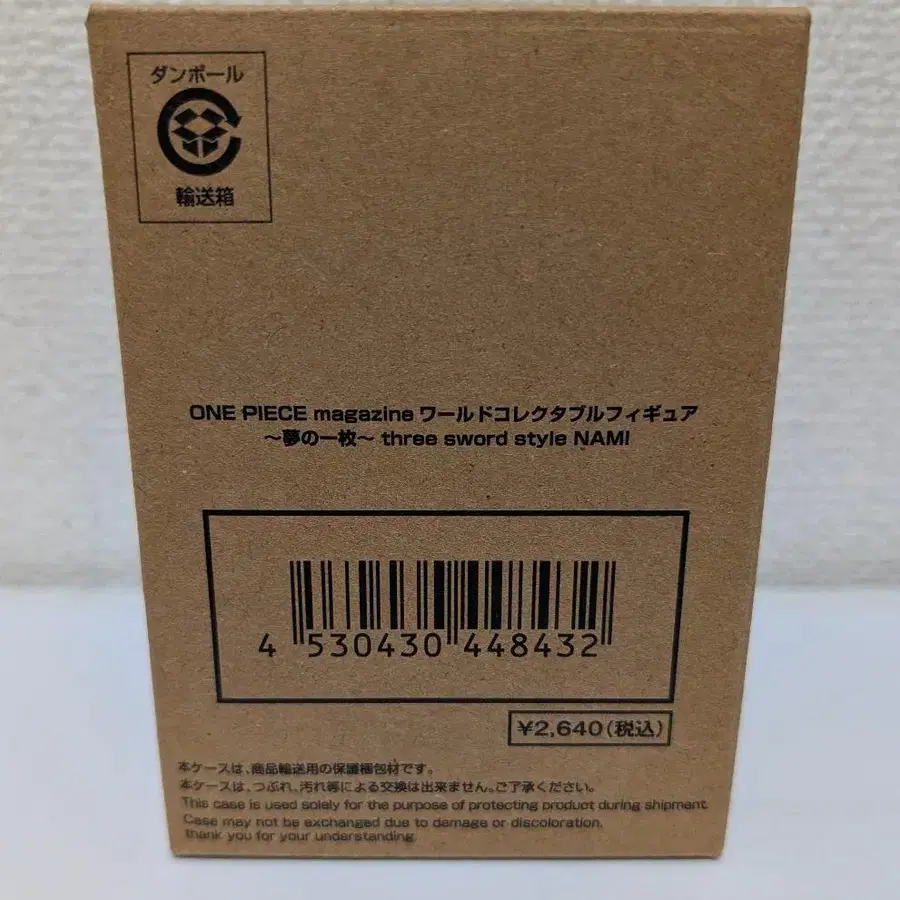 ダンボール
輸送箱
ONE PIECE magazine ワールドコレクタブルフィギュア
〜夢の一枚〜 three sword style NAMI
4 530430 448432
¥2,640(税込)
本ケースは、商品輸送用の保護梱包材です。
本ケースは、つぶれ、汚れ等による交換は出来ません。ご了承ください。
This case is used solely for the purpose of protecting product during shipment
Case may not be exchanged due to damage or discoloration.
thank you for your understanding